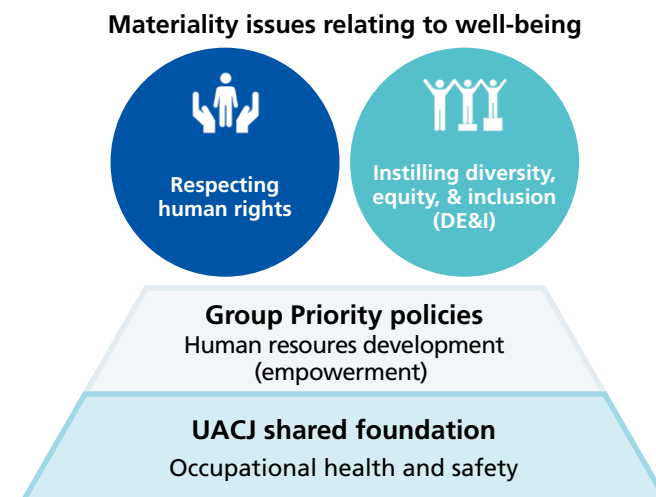 Materiality issues relating to well-being
Respecting
human rights
Instilling diversity,
equity, & inclusion
(DE&I)
Group Priority policies
Human resoures development
(empowerment)
UACJ shared foundation
Occupational health and safety